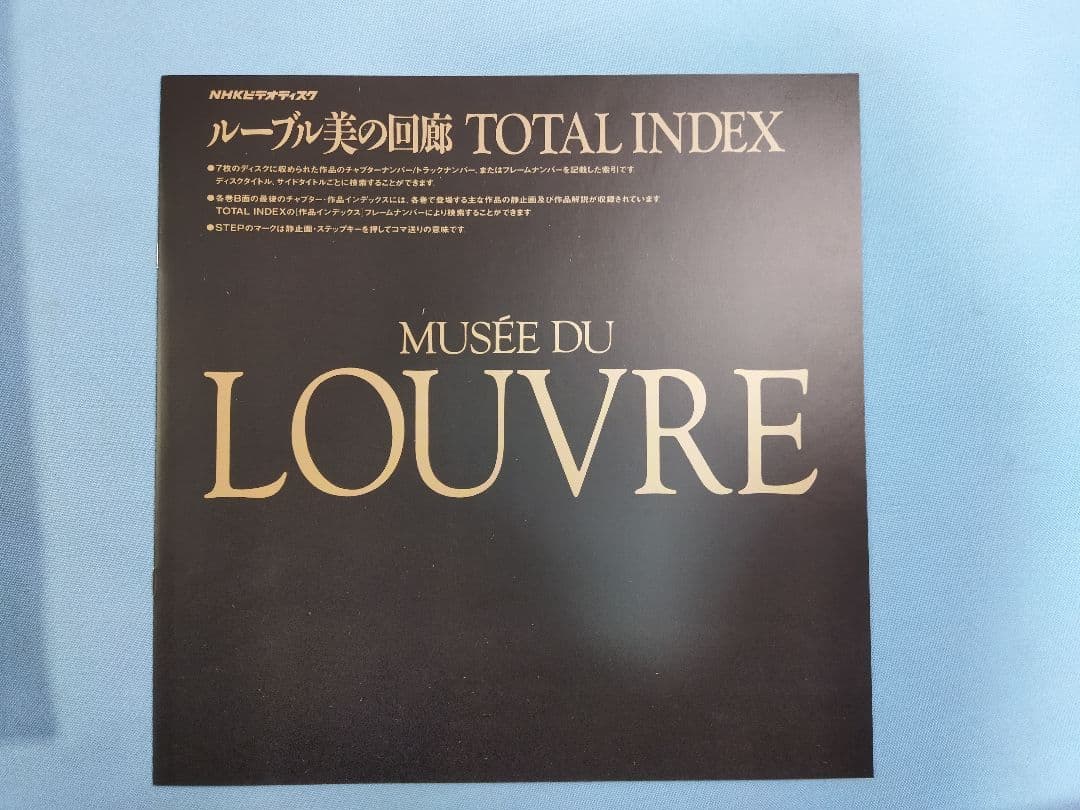 NHKビデオディスク
ルーブル美の回廊 TOTAL INDEX
●7枚のディスクに収められた作品のチャプターナンバー/トラックナンバー、またはフレームナンバーを記載した索引です
ディスクタイトル、サイドタイトルごとに検索することができます。
●各巻B面の最後のチャプター・作品インデックスには、各巻で登場する主な作品の静止画及び作品解説が収録されています
TOTAL INDEXの[作品インデックス]フレームナンバーにより検索することができます
●STEPのマークは静止画・ステップキーを押してコマ送りの意味です。
MUSÉE DU
LOUVRE